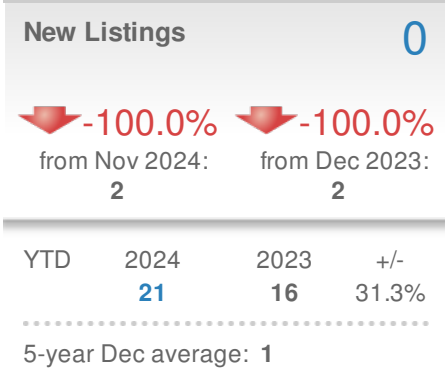 New Listings 0
-100.0% -100.0%
from Nov 2024: from Dec 2023:
2 2
YTD 2024 2023 +/-
21 16 31.3%
5-year Dec average: 1